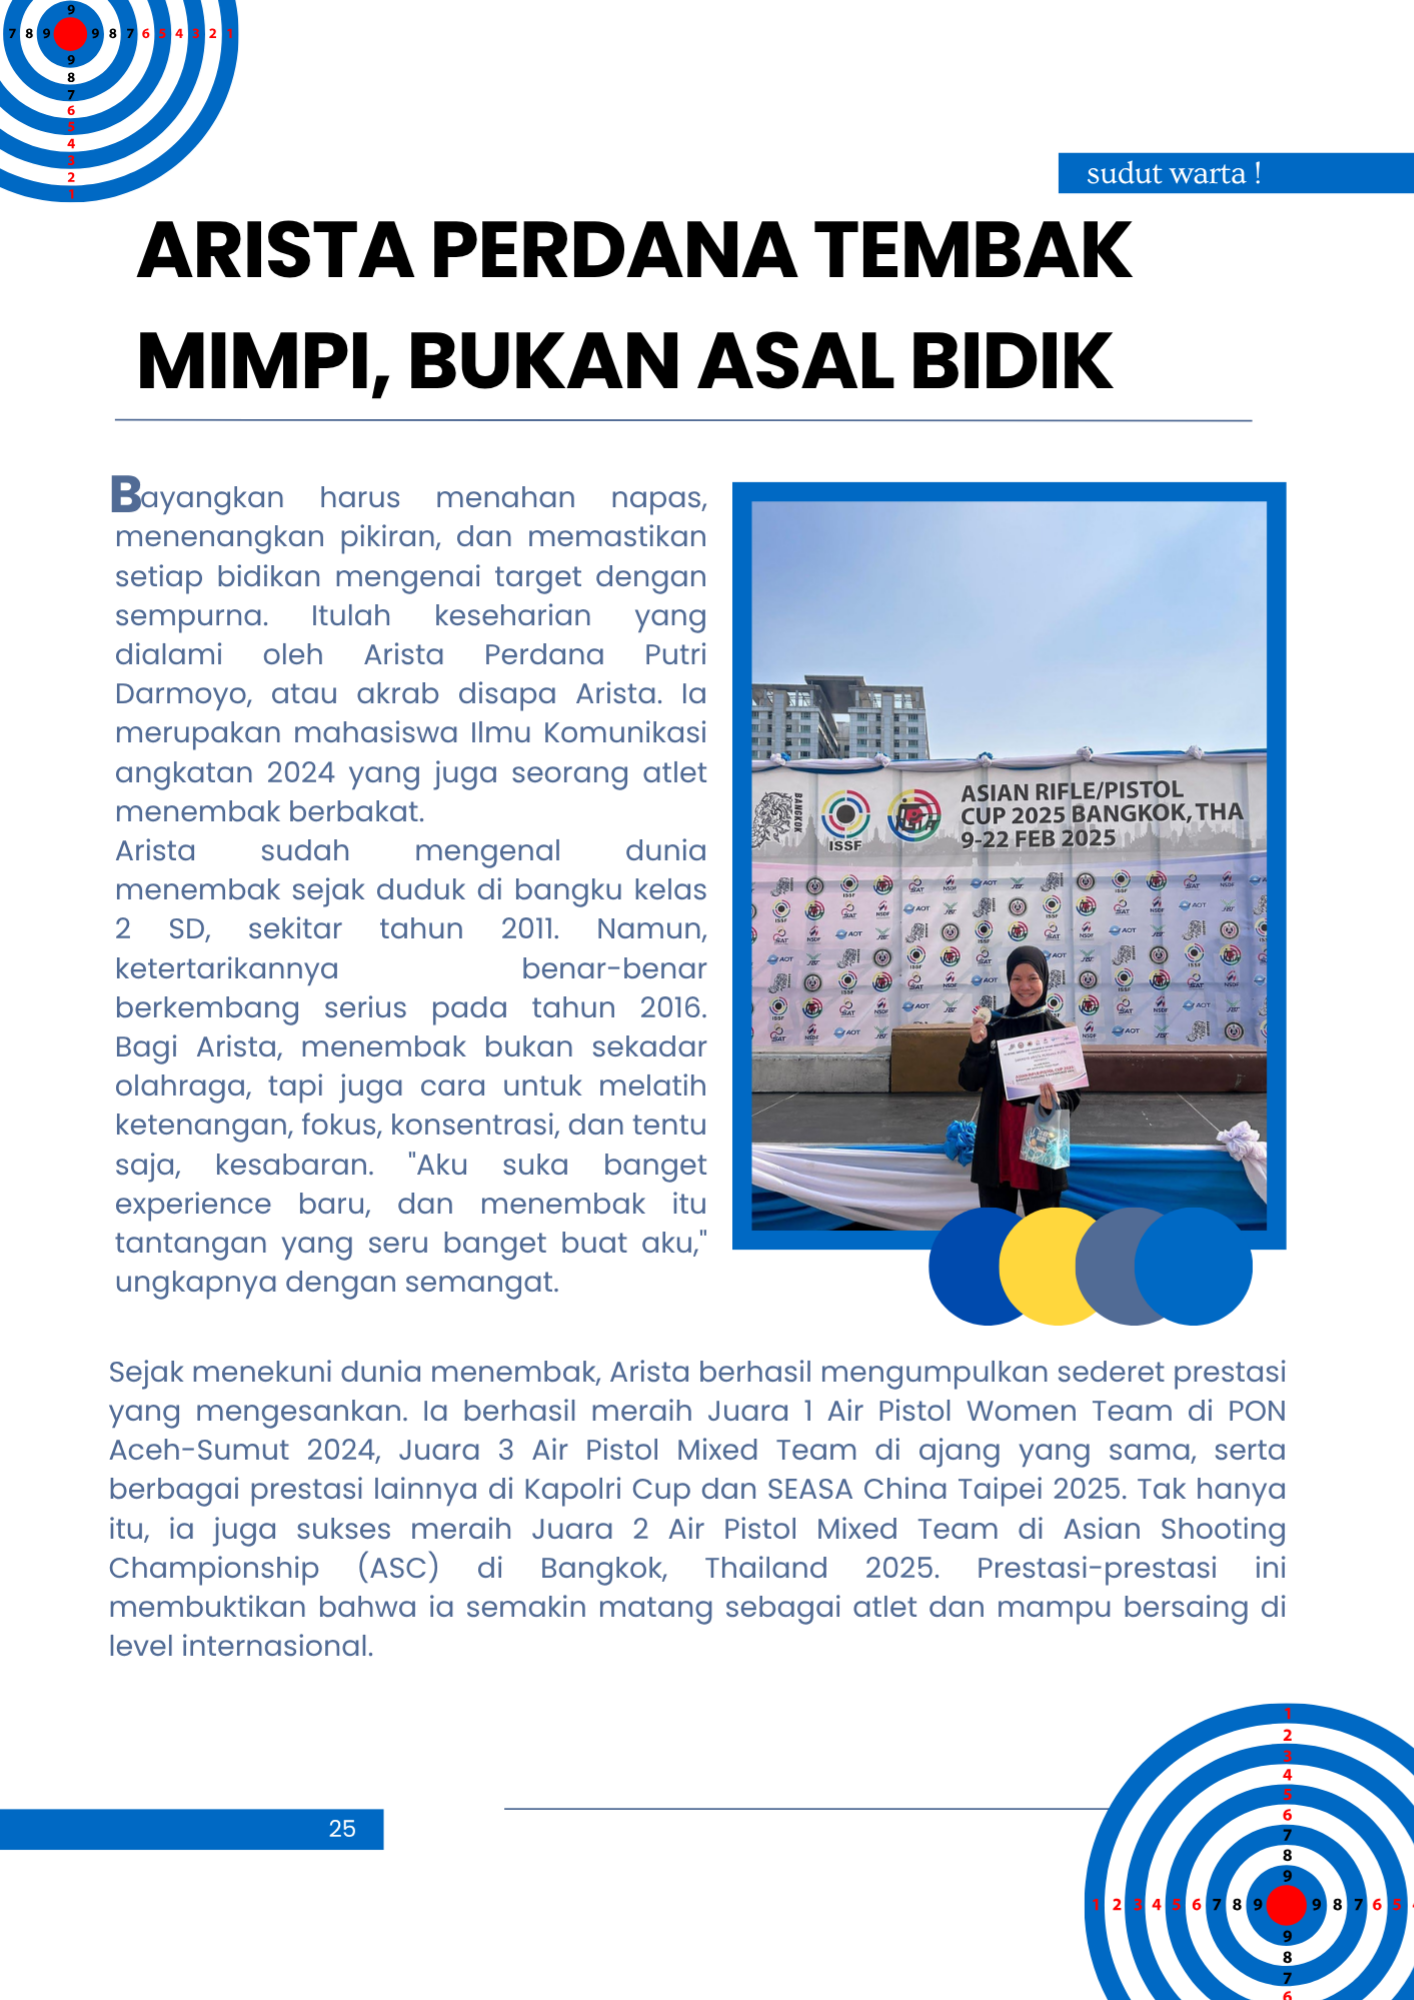 sudut warta !
ARISTA PERDANA TEMBAK
MIMPI, BUKAN ASAL BIDIK
Bayangkan harus menahan napas,
menenangkan pikiran, dan memastikan
setiap bidikan mengenai target dengan
sempurna. Itulah keseharian yang
dialami oleh Arista Perdana Putri
Darmoyo, atau akrab disapa Arista. Ia
merupakan mahasiswa Ilmu Komunikasi
angkatan 2024 yang juga seorang atlet
menembak berbakat.
Arista sudah mengenal dunia
menembak sejak duduk di bangku kelas
2 SD, sekitar tahun 2011. Namun,
ketertarikannya benar-benar
berkembang serius pada tahun 2016.
Bagi Arista, menembak bukan sekadar
olahraga, tapi juga cara untuk melatih
ketenangan, fokus, konsentrasi, dan tentu
saja, kesabaran. "Aku suka banget
experience baru, dan menembak itu
tantangan yang seru banget buat aku,"
ungkapnya dengan semangat.
BANGKOK
ISSF
ASIAN RIFLE/PISTOL
CUP 2025 BANGKOK, THA
9-22 FEB 2025
Sejak menekuni dunia menembak, Arista berhasil mengumpulkan sederet prestasi
yang mengesankan. Ia berhasil meraih Juara 1 Air Pistol Women Team di PON
Aceh-Sumut 2024, Juara 3 Air Pistol Mixed Team di ajang yang sama, serta
berbagai prestasi lainnya di Kapolri Cup dan SEASA China Taipei 2025. Tak hanya
itu, ia juga sukses meraih Juara 2 Air Pistol Mixed Team di Asian Shooting
Championship (ASC) di Bangkok, Thailand 2025. Prestasi-prestasi ini
membuktikan bahwa ia semakin matang sebagai atlet dan mampu bersaing di
level internasional.
25